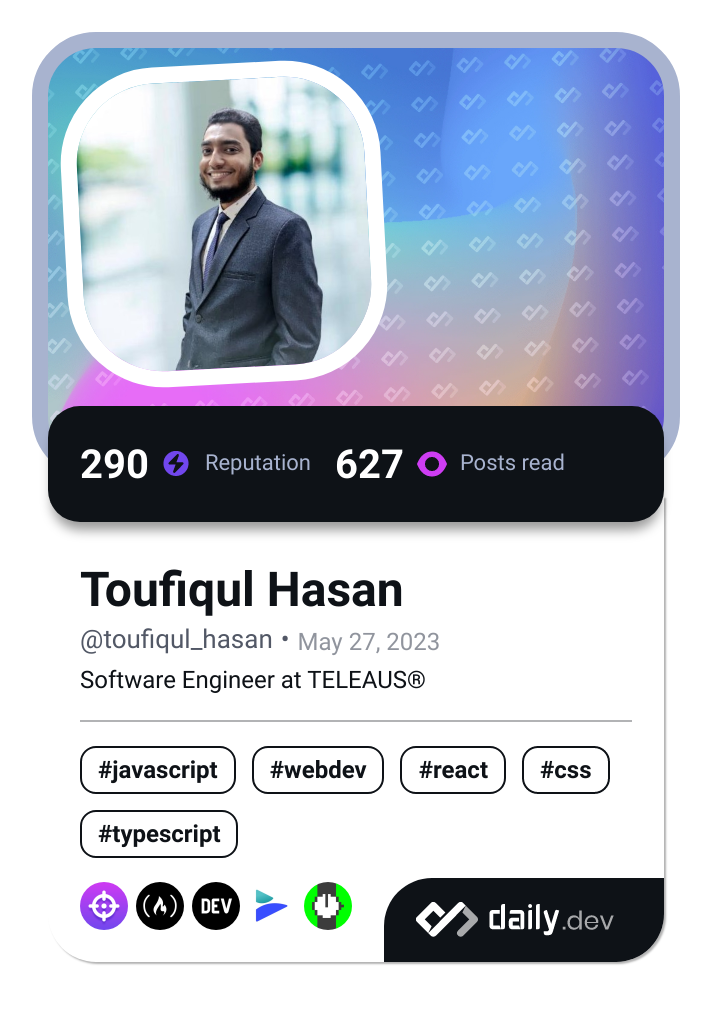 290 Reputation 627 Posts read
Toufiqul Hasan
@toufiqul_hasan • May 27, 2023
Software Engineer at TELEAUS®
#javascript #webdev #react #css
#typescript
DEV
daily.dev